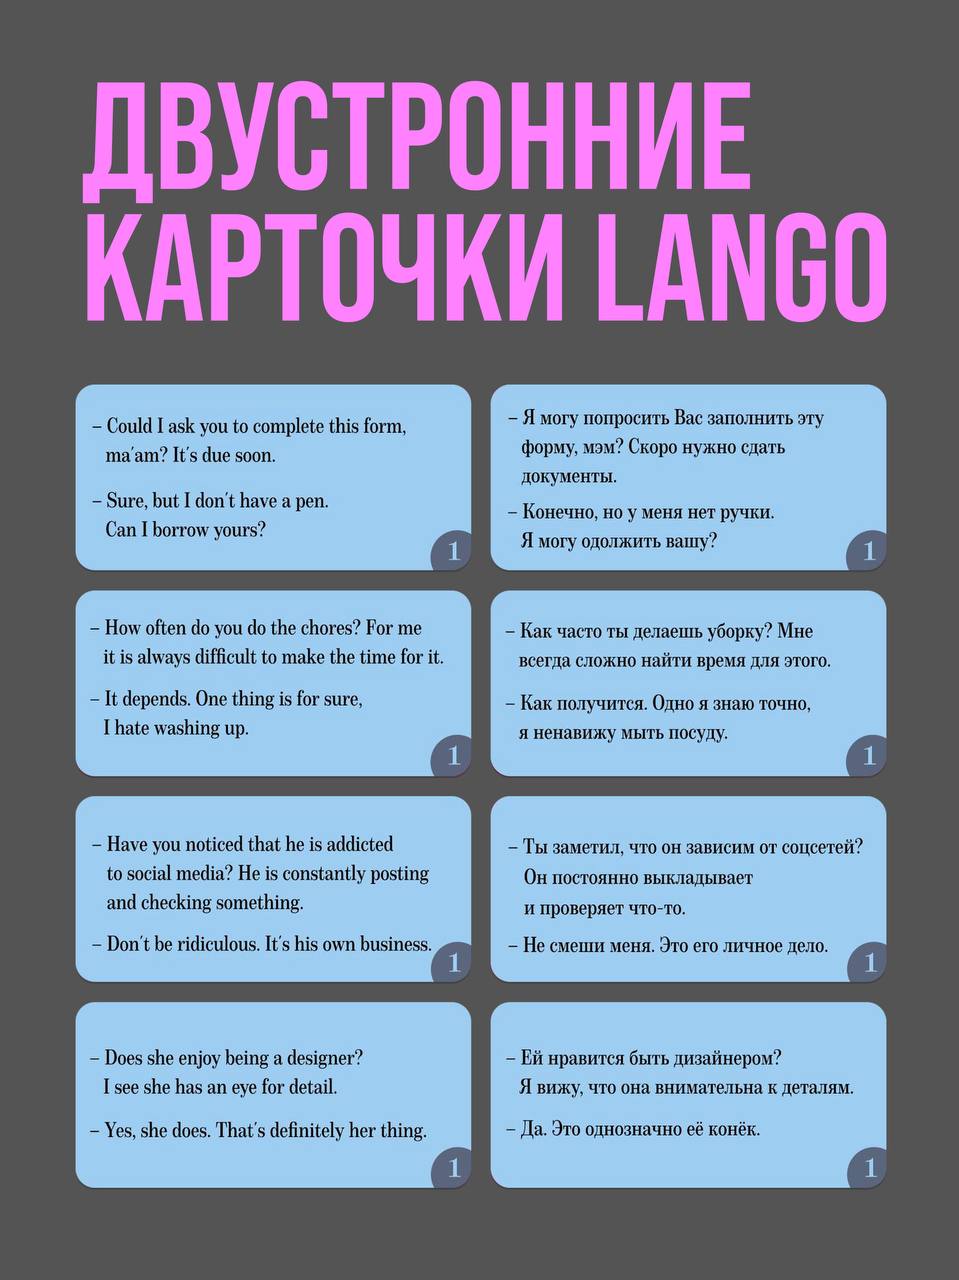 ДВУСТРОННИЕ
КАРТОЧКИ LANGO
– Could I ask you to complete this form,
ma'am? It's due soon.
– Sure, but I don't have a pen.
Can I borrow yours?
1
– Я могу попросить Вас заполнить эту
форму, мэм? Скоро нужно сдать
документы.
– Конечно, но у меня нет ручки.
Я могу одолжить вашу?
1
– How often do you do the chores? For me
it is always difficult to make the time for it.
– It depends. One thing is for sure,
I hate washing up.
1
– Как часто ты делаешь уборку? Мне
всегда сложно найти время для этого.
– Как получится. Одно я знаю точно,
я ненавижу мыть посуду.
1
– Have you noticed that he is addicted
to social media? He is constantly posting
and checking something.
– Don't be ridiculous. It's his own business.
1
– Ты заметил, что он зависим от соцсетей?
Он постоянно выкладывает
и проверяет что-то.
– Не смеши меня. Это его личное дело.
1
– Does she enjoy being a designer?
I see she has an eye for detail.
– Yes, she does. That's definitely her thing.
1
– Ей нравится быть дизайнером?
Я вижу, что она внимательна к деталям.
– Да. Это однозначно её конёк.
1